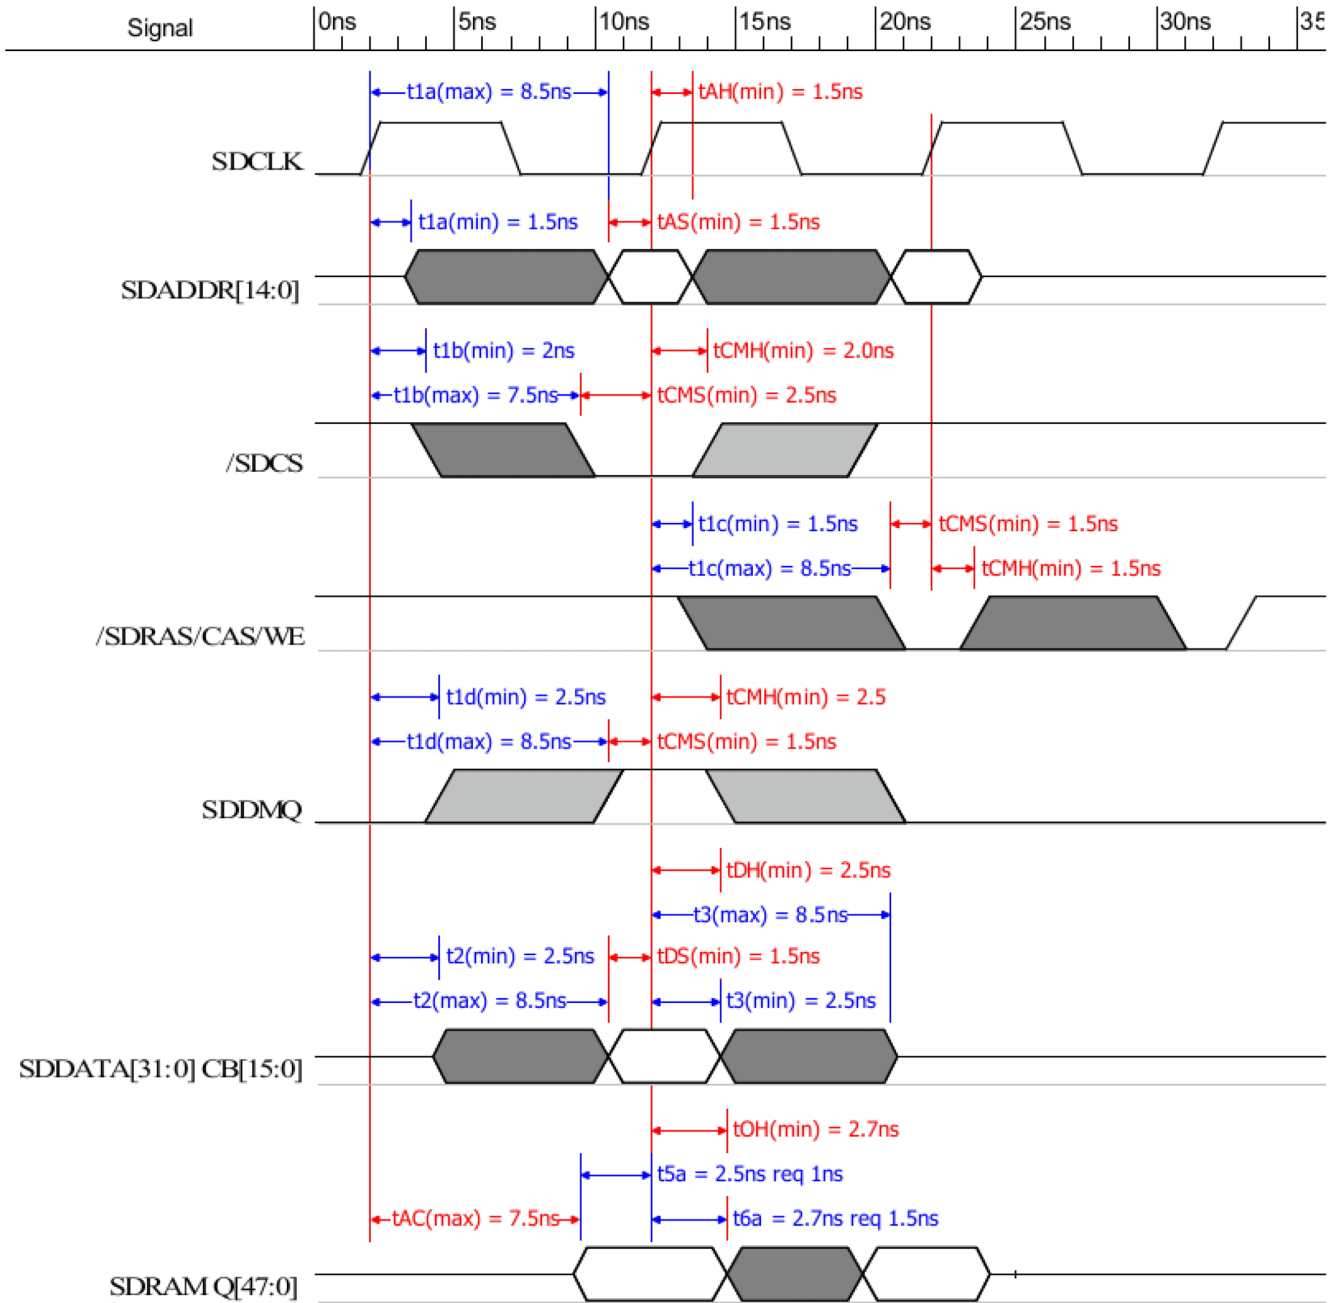 Signal 0ns 5ns 10ns 15ns 20ns 25ns 30ns 35
t1a(max) = 8.5ns tAH(min) = 1.5ns
SDCLK
t1a(min) = 1.5ns tAS(min) = 1.5ns
SDADDR[14:0]
t1b(min) = 2ns tCMH(min) = 2.0ns
t1b(max) = 7.5ns tCMS(min) = 2.5ns
/SDCS
t1c(min) = 1.5ns tCMS(min) = 1.5ns
t1c(max) = 8.5ns tCMH(min) = 1.5ns
/SDRAS/CAS/WE
t1d(min) = 2.5ns tCMH(min) = 2.5
t1d(max) = 8.5ns tCMS(min) = 1.5ns
SDDMQ
tDH(min) = 2.5ns
t3(max) = 8.5ns
t2(min) = 2.5ns tDS(min) = 1.5ns
t2(max) = 8.5ns t3(min) = 2.5ns
SDDATA[31:0] CB[15:0]
tOH(min) = 2.7ns
t5a = 2.5ns req 1ns
tAC(max) = 7.5ns t6a = 2.7ns req 1.5ns
SDRAM Q[47:0]